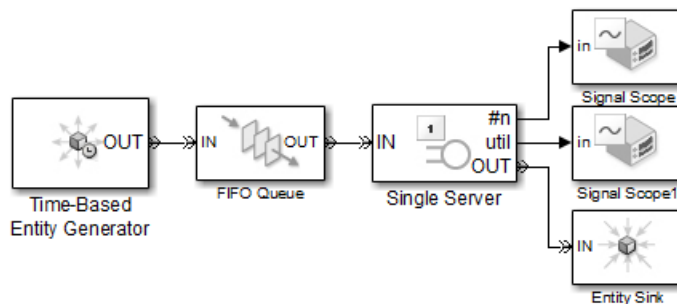 in
Signal Scope
OUT
IN
OUT
IN
1
#n
util
OUT
in
Time-Based
Entity Generator
FIFO Queue
Single Server
Signal Scope1
IN
Entity Sink